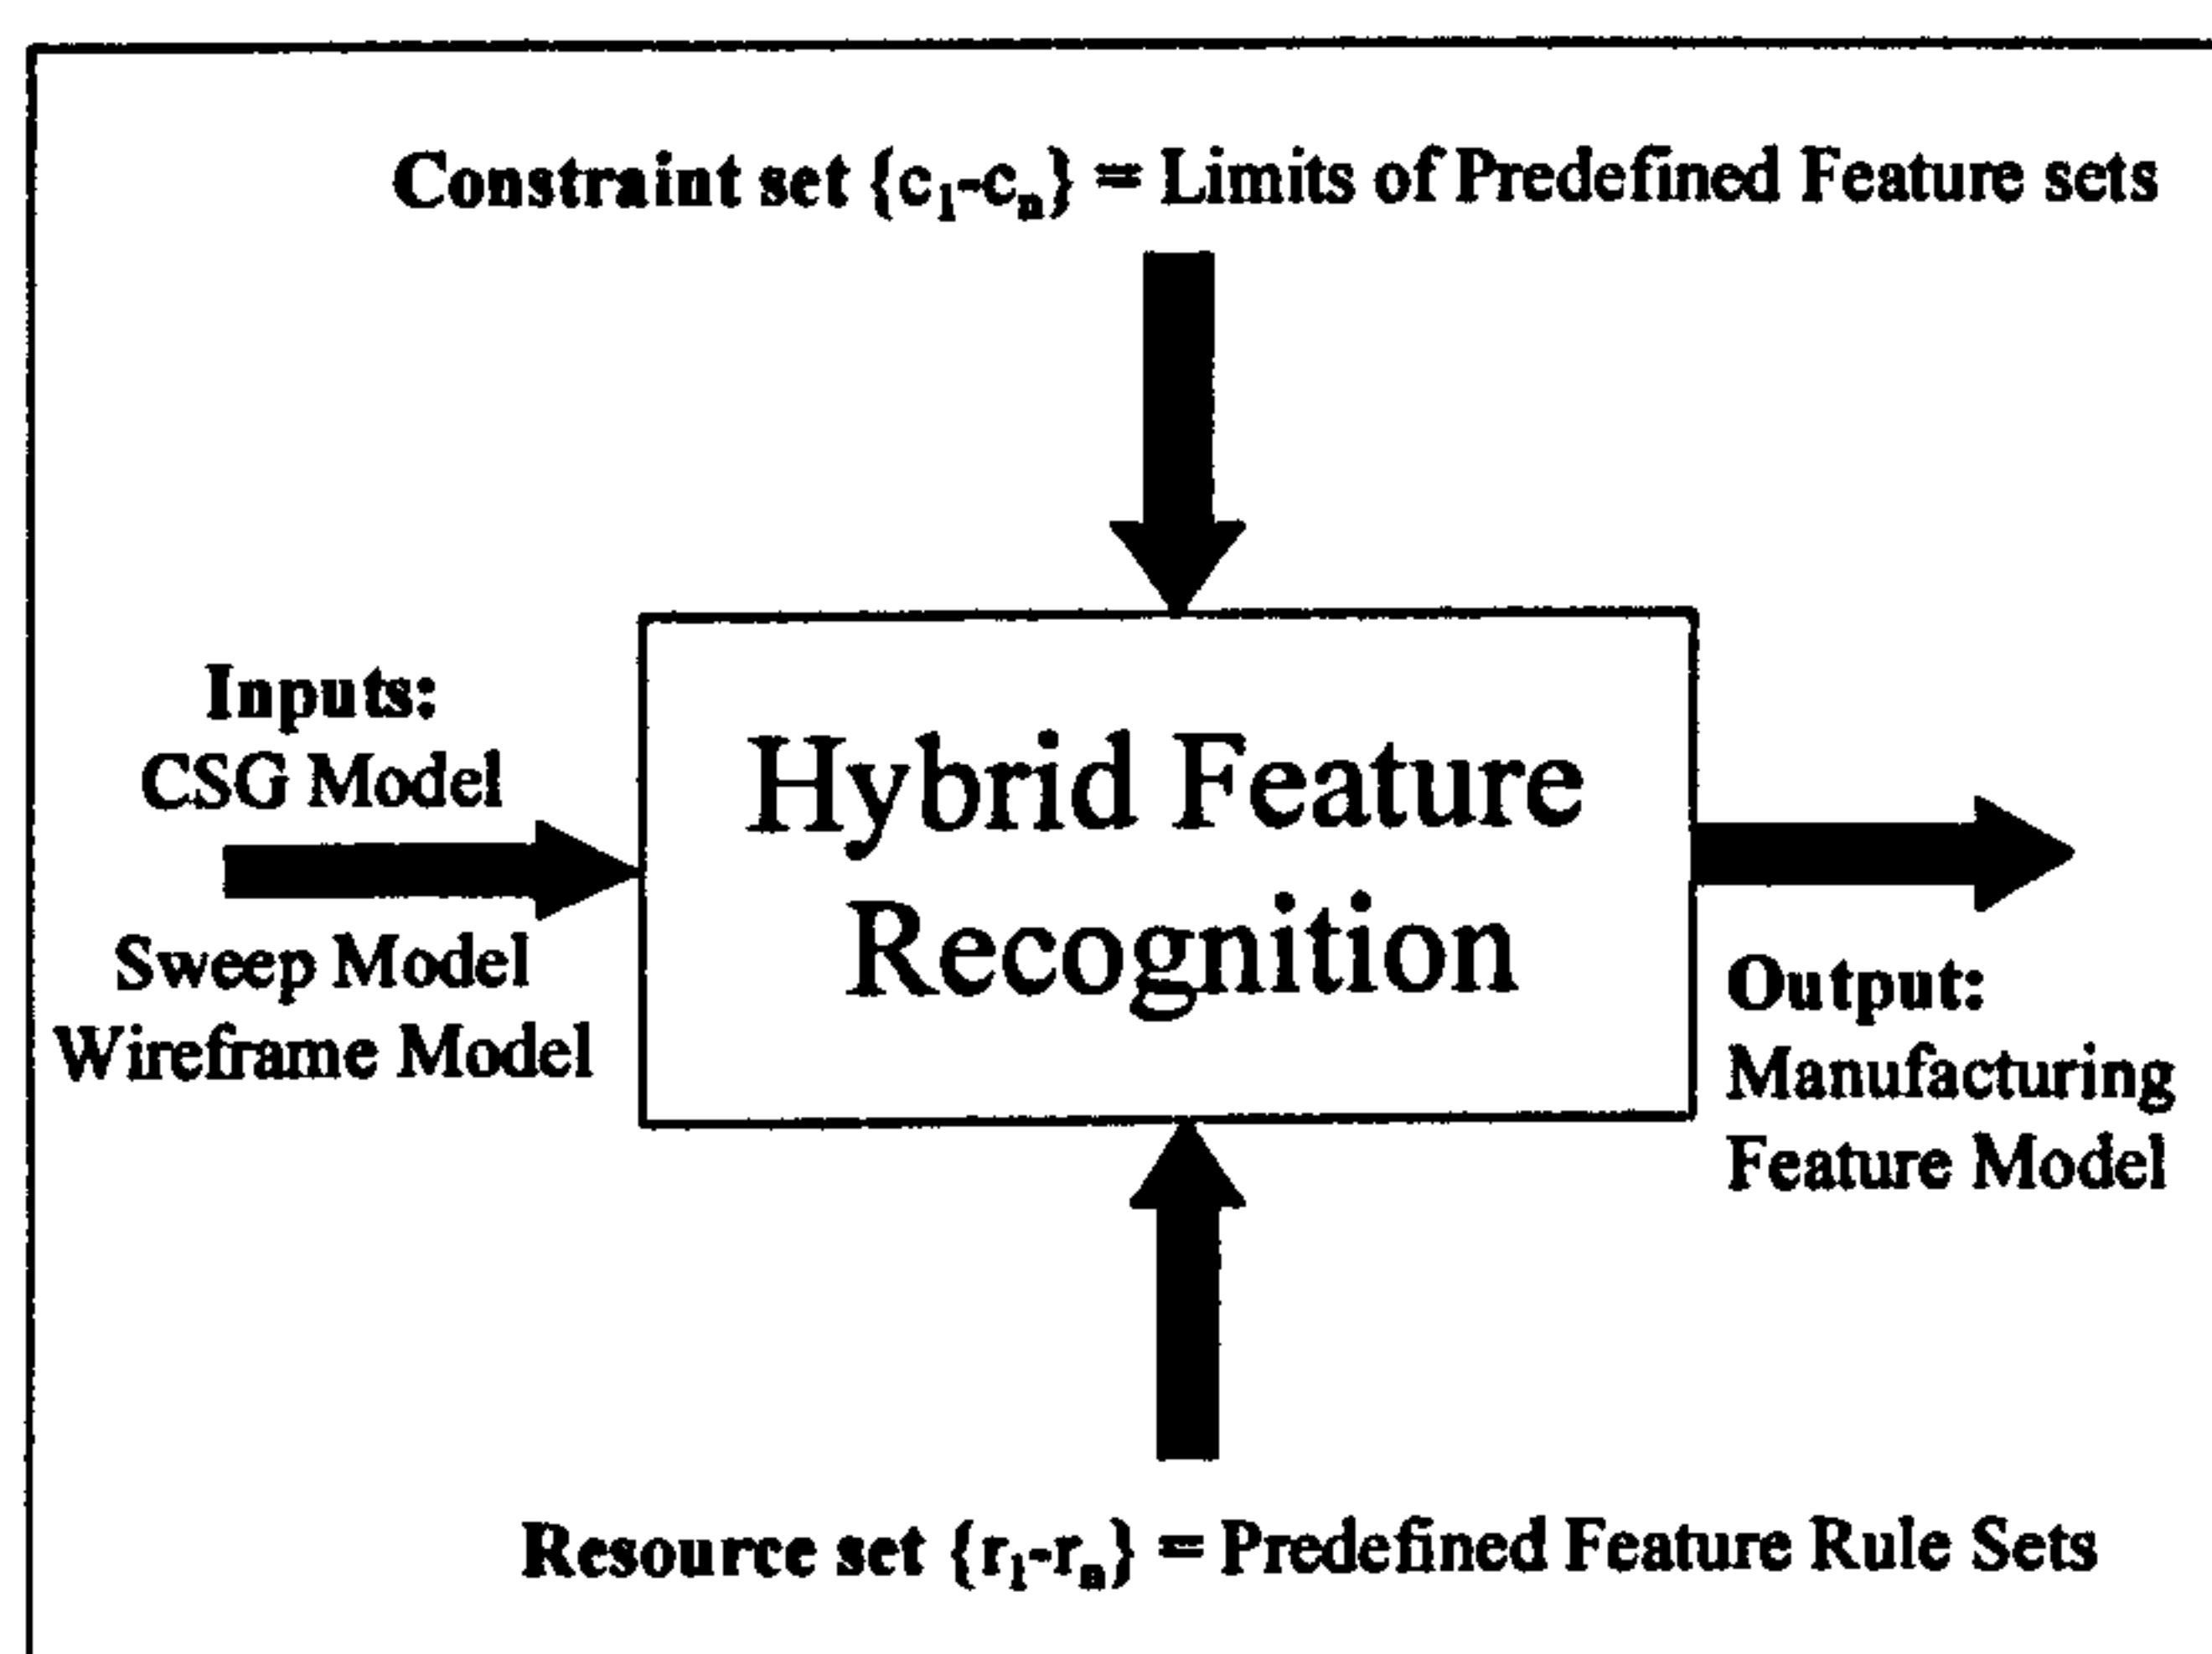 Constraint set {c₁-cₙ} = Limits of Predefined Feature sets
Inputs:
CSG Model
Sweep Model
Wireframe Model
Hybrid Feature
Recognition
Output:
Manufacturing
Feature Model
Resource set {r₁-rₙ} = Predefined Feature Rule Sets